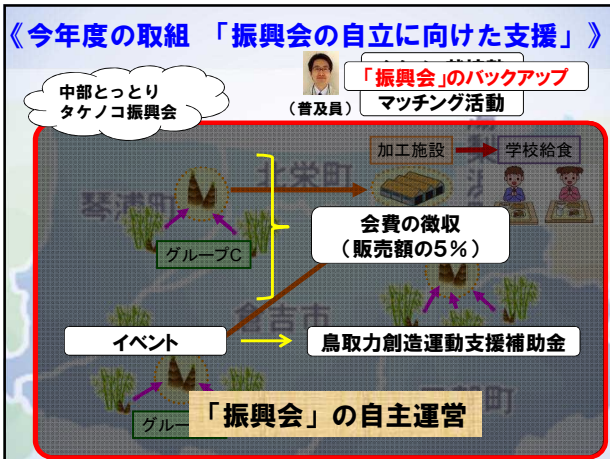 《今年度の取組 「振興会の自立に向けた支援」》
中部とっとり
タケノコ振興会
(普及員)
「振興会」のバックアップ
マッチング活動
加工施設
学校給食
北栄町
琴浦町
グループC
会費の徴収
(販売額の5%)
倉吉市
イベント
鳥取力創造運動支援補助金
グルー
町
「振興会」の自主運営